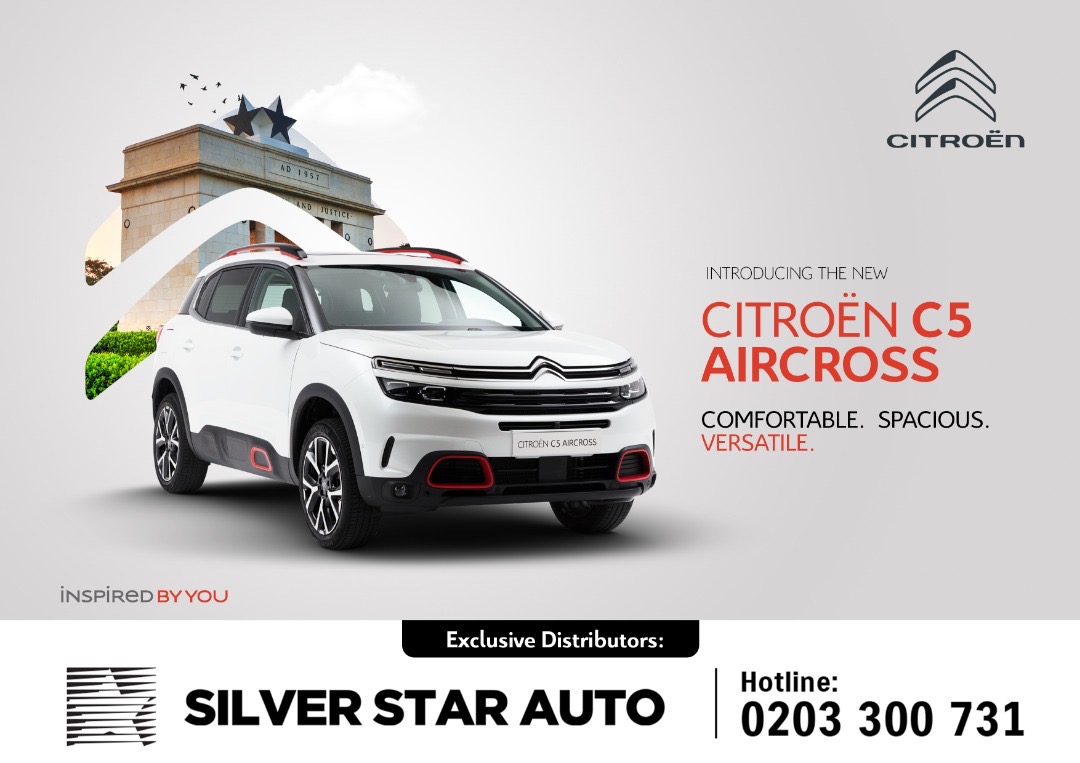 AD 1957
AND JUSTICE
CITROËN
INTRODUCING THE NEW
CITROËN C5
AIRCROSS
COMFORTABLE. SPACIOUS.
VERSATILE.
CITROËN C5 AIRCROSS
INSPIRED BY YOU
Exclusive Distributors:
SILVER STAR AUTO
Hotline:
0203 300 731